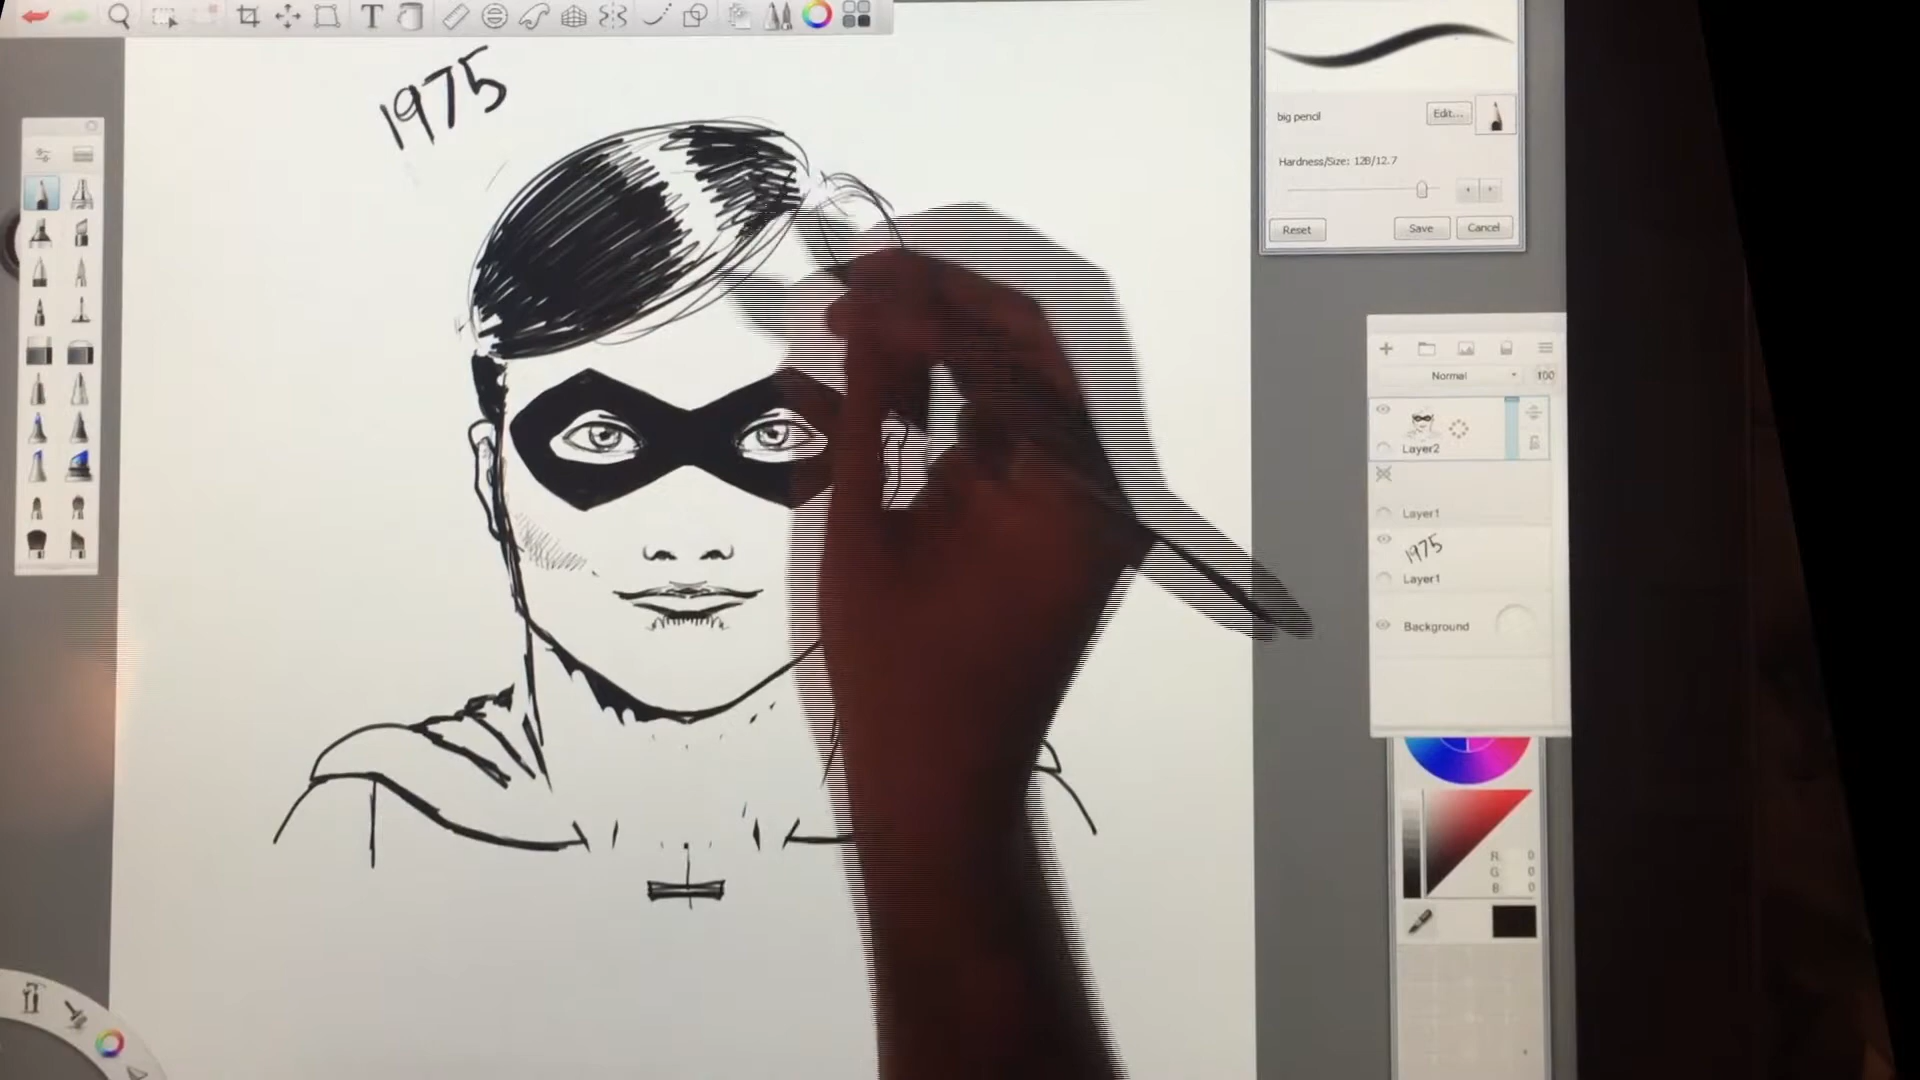 1975
big pencil
Edit...
Hardness/Size: 12B/12.7
Reset
Save
Cancel
Normal
100
Layer2
Layer1
1975
Layer1
Background
R 0
G 0
B 0
T